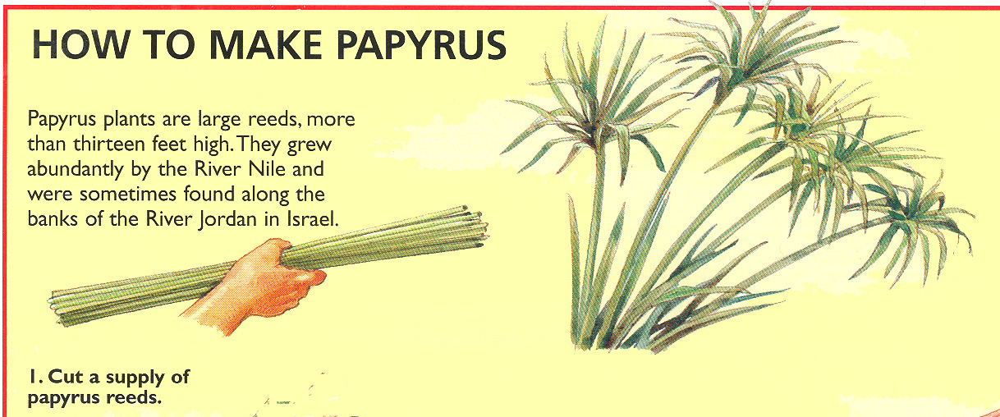 HOW TO MAKE PAPYRUS
Papyrus plants are large reeds, more
than thirteen feet high. They grew
abundantly by the River Nile and
were sometimes found along the
banks of the River Jordan in Israel.
1. Cut a supply of
papyrus reeds.